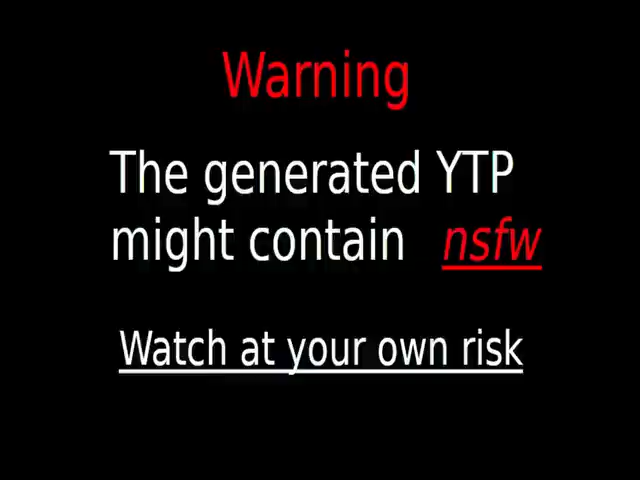 Warning
The generated YTP
might contain nsfw
Watch at your own risk